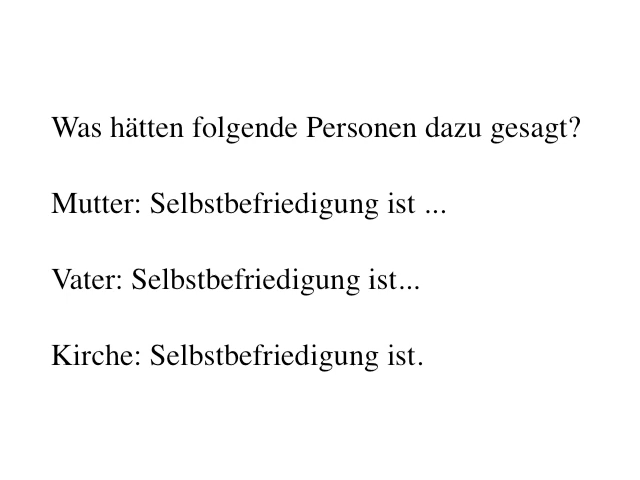 Was hätten folgende Personen dazu gesagt?
Mutter: Selbstbefriedigung ist ...
Vater: Selbstbefriedigung ist...
Kirche: Selbstbefriedigung ist.